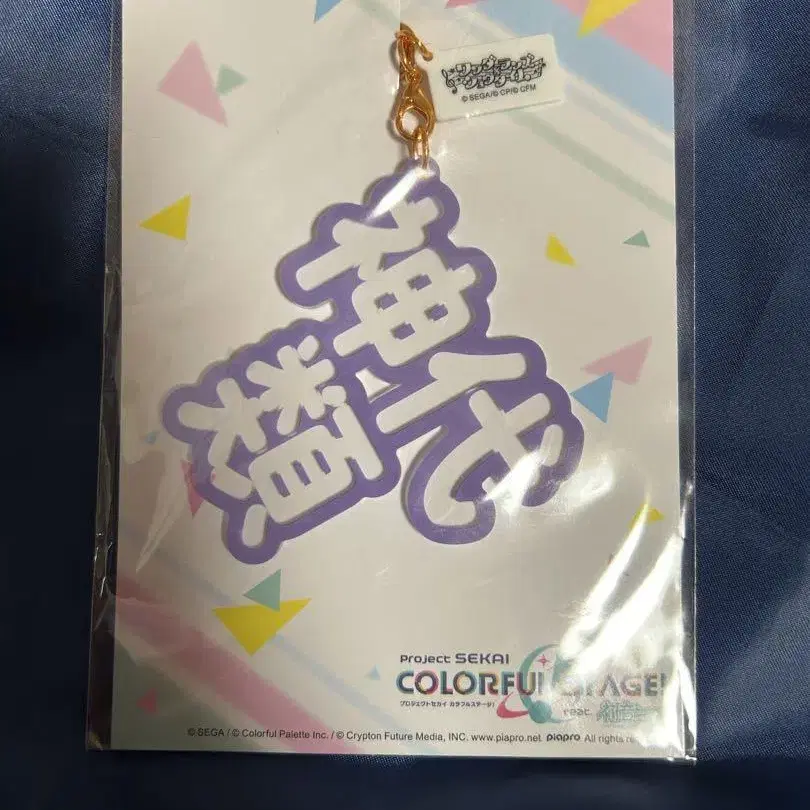 ワンダーランズ
ショウタイム
© SEGA/© CP/© CFM
神代
類
Project SEKAI
COLORFUL STAGE!
プロジェクトセカイ カラフルステージ!
feat. 初音ミク
© SEGA / © Colorful Palette Inc. / © Crypton Future Media, INC. www.piapro.net piapro All rights re